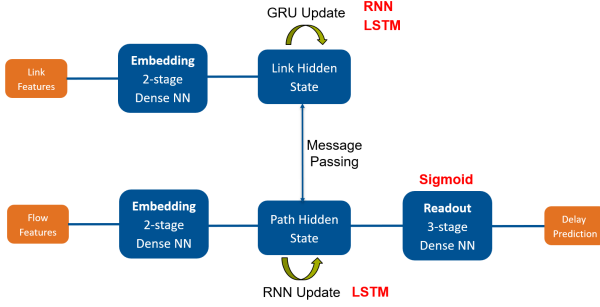 GRU Update
RNN
LSTM
Link
Features
Embedding
2-stage
Dense NN
Link Hidden
State
Message
Passing
Sigmoid
Flow
Features
Embedding
2-stage
Dense NN
Path Hidden
State
Readout
3-stage
Dense NN
Delay
Prediction
RNN Update
LSTM